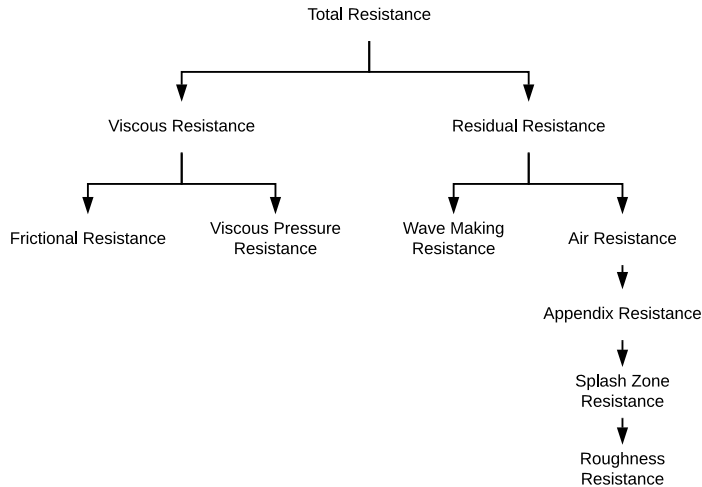 Total Resistance
Viscous Resistance
Residual Resistance
Frictional Resistance
Viscous Pressure
Resistance
Wave Making
Resistance
Air Resistance
Appendix Resistance
Splash Zone
Resistance
Roughness
Resistance